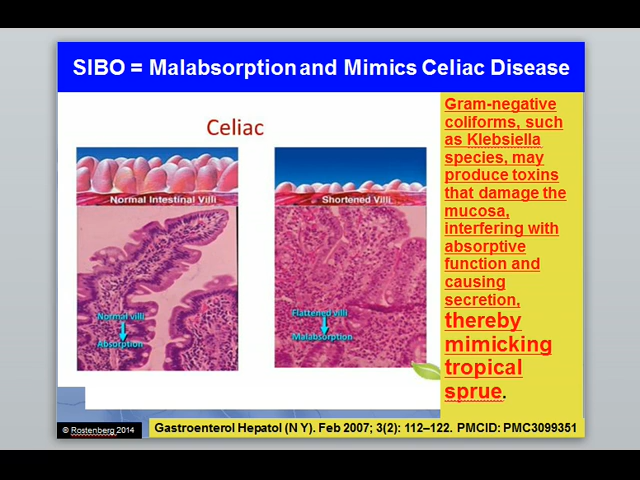 SIBO = Malabsorption and Mimics Celiac Disease
Celiac
Normal Intestinal Villi
Shortened Villi
Normal villi
Absorption
Flattened villi
Malabsorption
Gram-negative
coliforms, such
as Klebsiella
species, may
produce toxins
that damage the
mucosa,
interfering with
absorptive
function and
causing
secretion,
thereby
mimicking
tropical
sprue.
© Rostenberg 2014
Gastroenterol Hepatol (N Y). Feb 2007; 3(2): 112–122. PMCID: PMC3099351